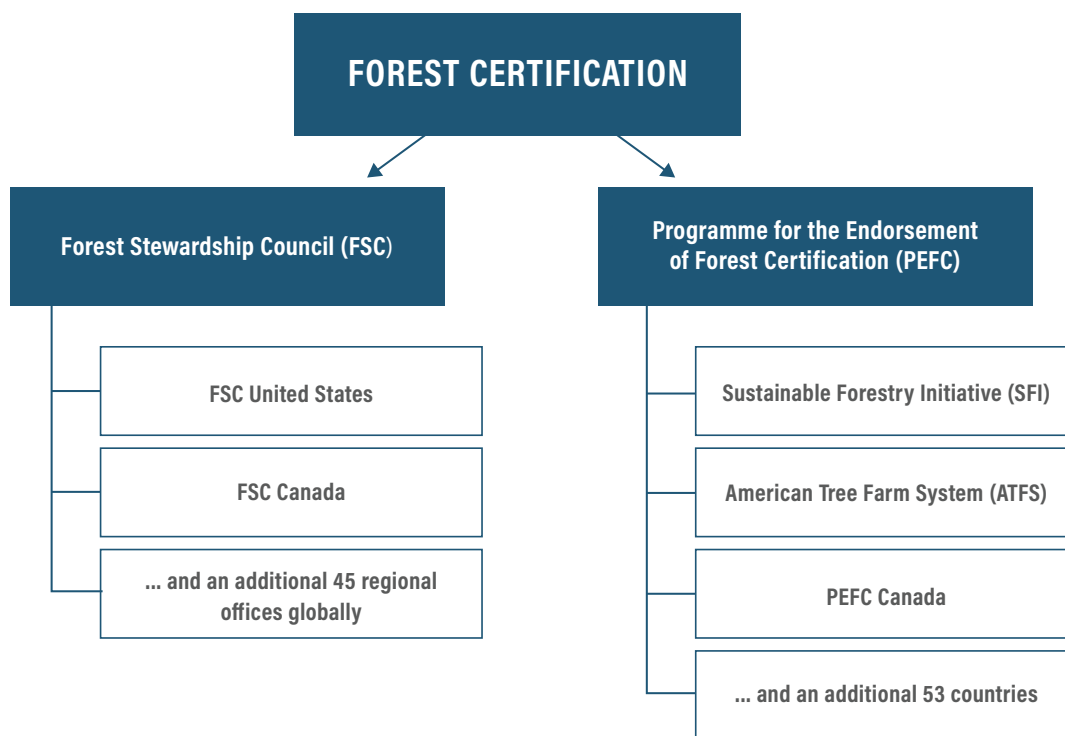 FOREST CERTIFICATION
Forest Stewardship Council (FSC)
FSC United States
FSC Canada
... and an additional 45 regional
offices globally
Programme for the Endorsement
of Forest Certification (PEFC)
Sustainable Forestry Initiative (SFI)
American Tree Farm System (ATFS)
PEFC Canada
... and an additional 53 countries